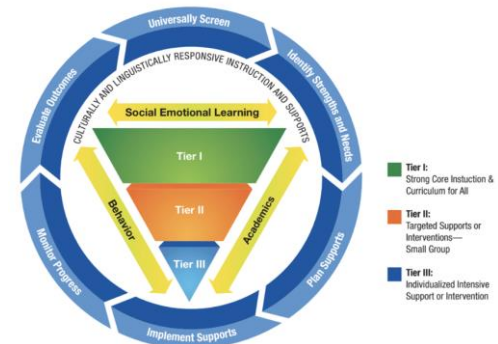 Universally Screen
Identify Strengths and Needs
Plan Supports
Implement Supports
Monitor Progress
Evaluate Outcomes
CULTURALLY AND LINGUISTICALLY RESPONSIVE INSTRUCTION AND SUPPORTS
Social Emotional Learning
Behavior
Academics
Tier I
Tier II
Tier III
Tier I:
Strong Core Instuction &
Curriculum for All
Tier II:
Targeted Supports or
Interventions—
Small Group
Tier III:
Individualized Intensive
Support or Intervention